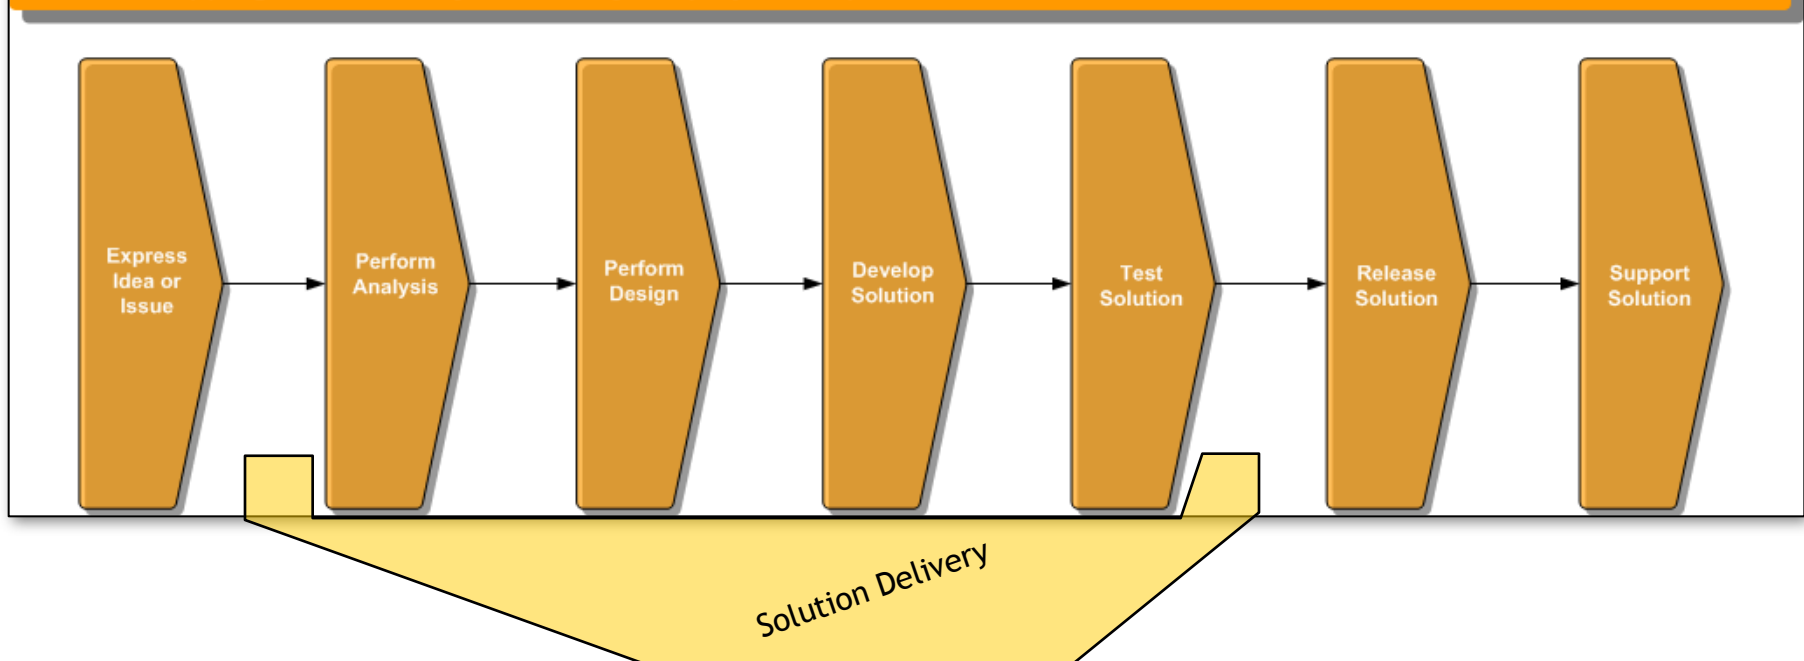 Express
Idea or
Issue
Perform
Analysis
Perform
Design
Develop
Solution
Test
Solution
Release
Solution
Support
Solution
Solution Delivery